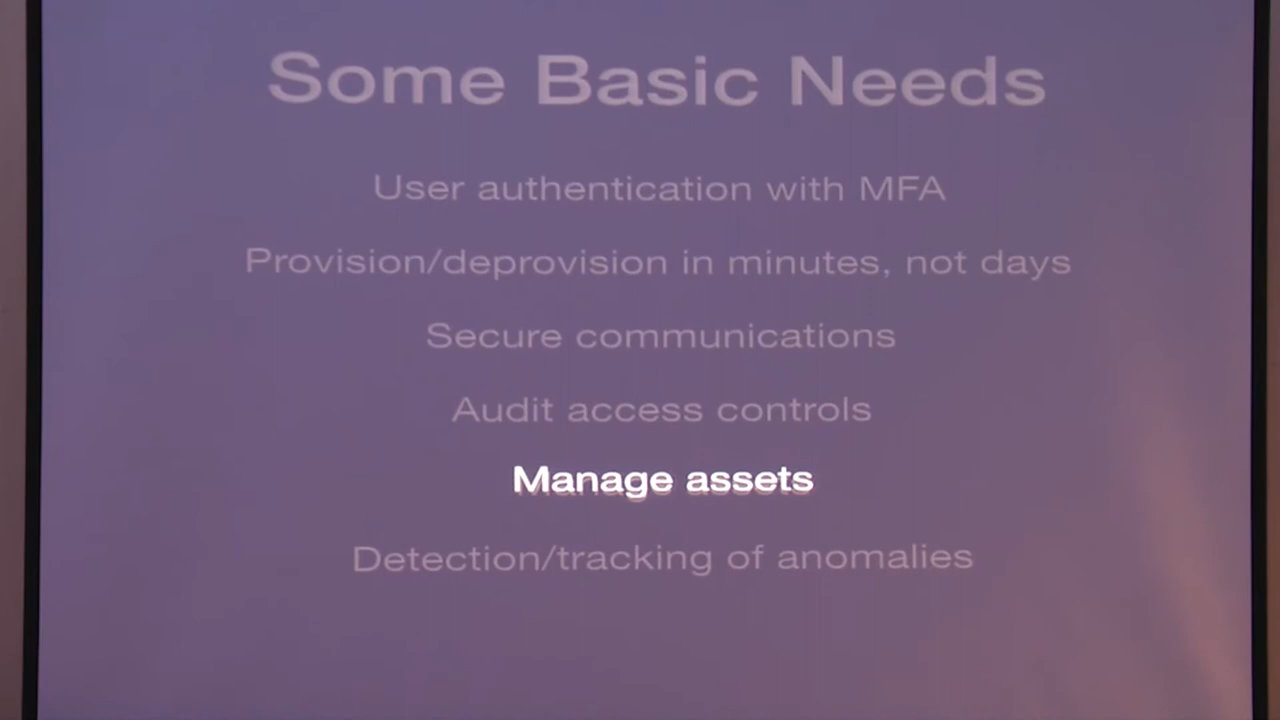 Some Basic Needs
User authentication with MFA
Provision/deprovision in minutes, not days
Secure communications
Audit access controls
Manage assets
Detection/tracking of anomalies